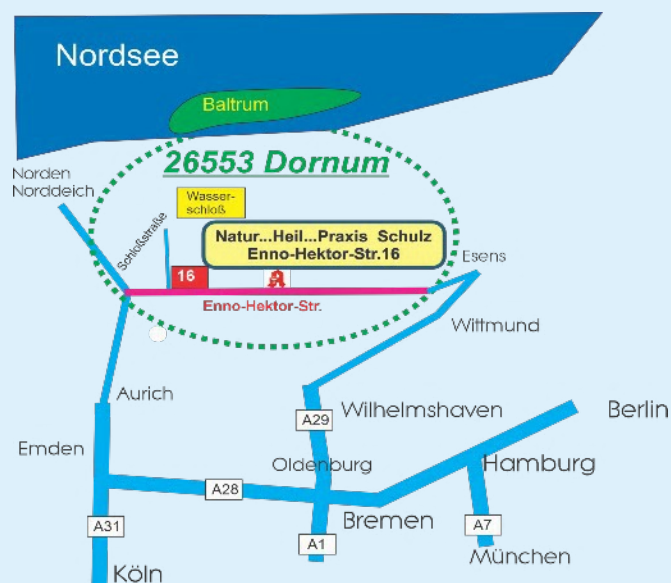 Nordsee
Baltrum
26553 Dornum
Norden
Norddeich
Wasser-
schloß
Schloßstraße
Natur...Heil...Praxis Schulz
Enno-Hektor-Str.16
Esens
16
A
Enno-Hektor-Str.
Wittmund
Aurich
Wilhelmshaven
Berlin
A29
Emden
Oldenburg
Hamburg
A28
Bremen
A31
A1
A7
Köln
München